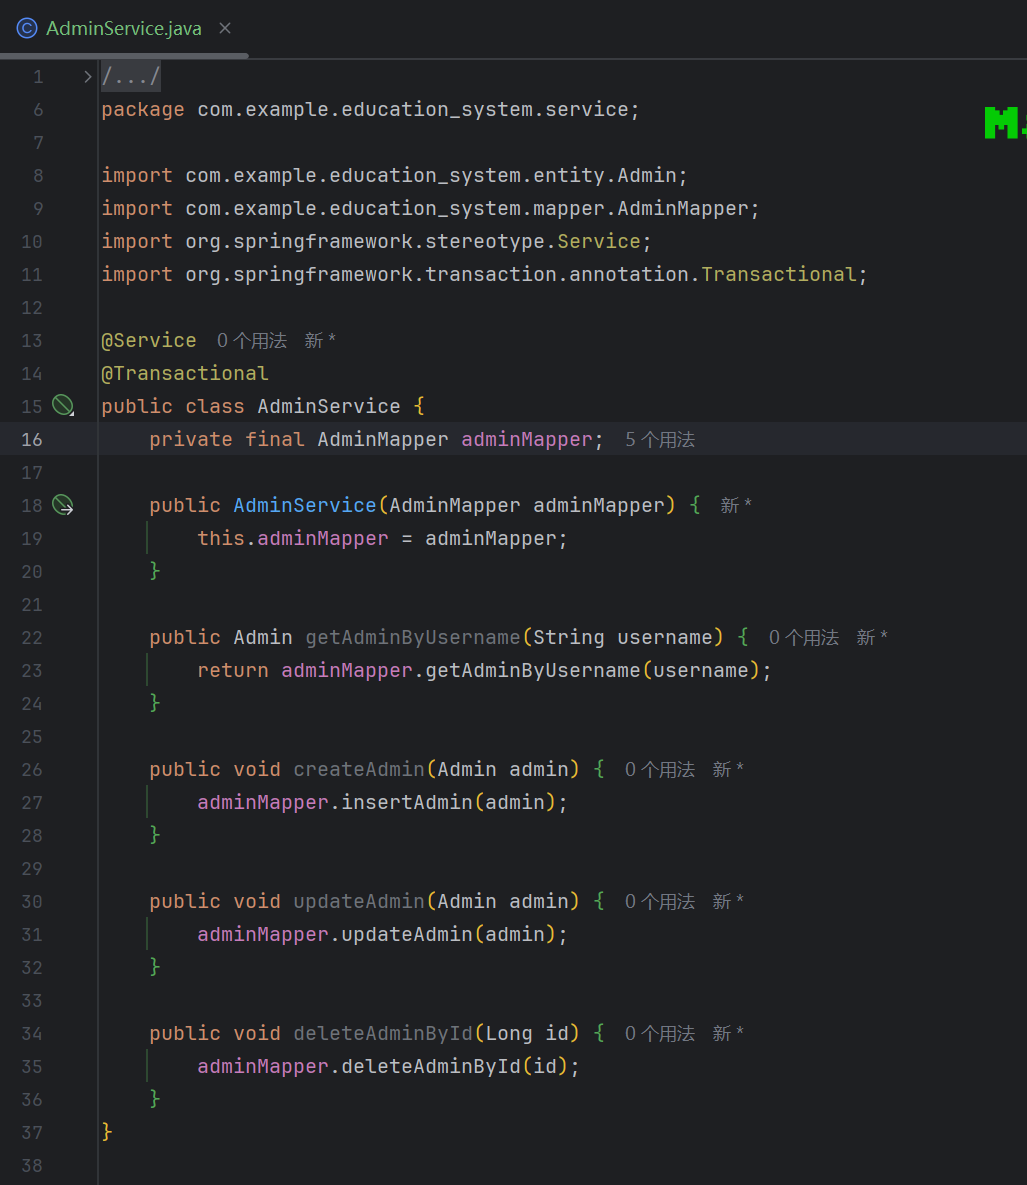 AdminService.java
1 /.../
6 package com.example.education_system.service;
7
8 import com.example.education_system.entity.Admin;
9 import com.example.education_system.mapper.AdminMapper;
10 import org.springframework.stereotype.Service;
11 import org.springframework.transaction.annotation.Transactional;
12
13 @Service 0 个用法 新 *
14 @Transactional
15 public class AdminService {
16 private final AdminMapper adminMapper; 5 个用法
17
18 public AdminService(AdminMapper adminMapper) { 新 *
19 this.adminMapper = adminMapper;
20 }
21
22 public Admin getAdminByUsername(String username) { 0 个用法 新 *
23 return adminMapper.getAdminByUsername(username);
24 }
25
26 public void createAdmin(Admin admin) { 0 个用法 新 *
27 adminMapper.insertAdmin(admin);
28 }
29
30 public void updateAdmin(Admin admin) { 0 个用法 新 *
31 adminMapper.updateAdmin(admin);
32 }
33
34 public void deleteAdminById(Long id) { 0 个用法 新 *
35 adminMapper.deleteAdminById(id);
36 }
37 }
38